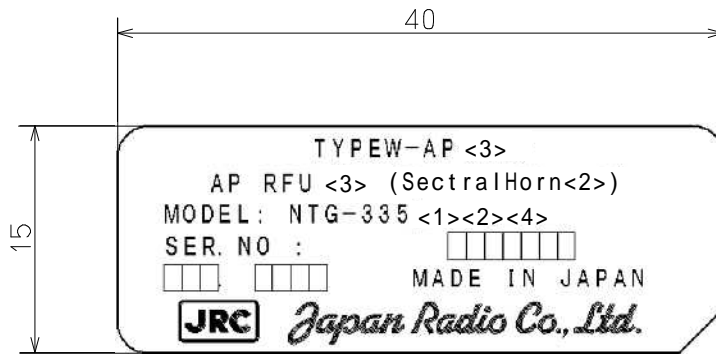 40
15
TYPEW-AP <3>
AP RFU <3> (SectralHorn<2>)
MODEL: NTG-335<1><2><4>
SER. NO :
MADE IN JAPAN
JRC Japan Radio Co., Ltd.